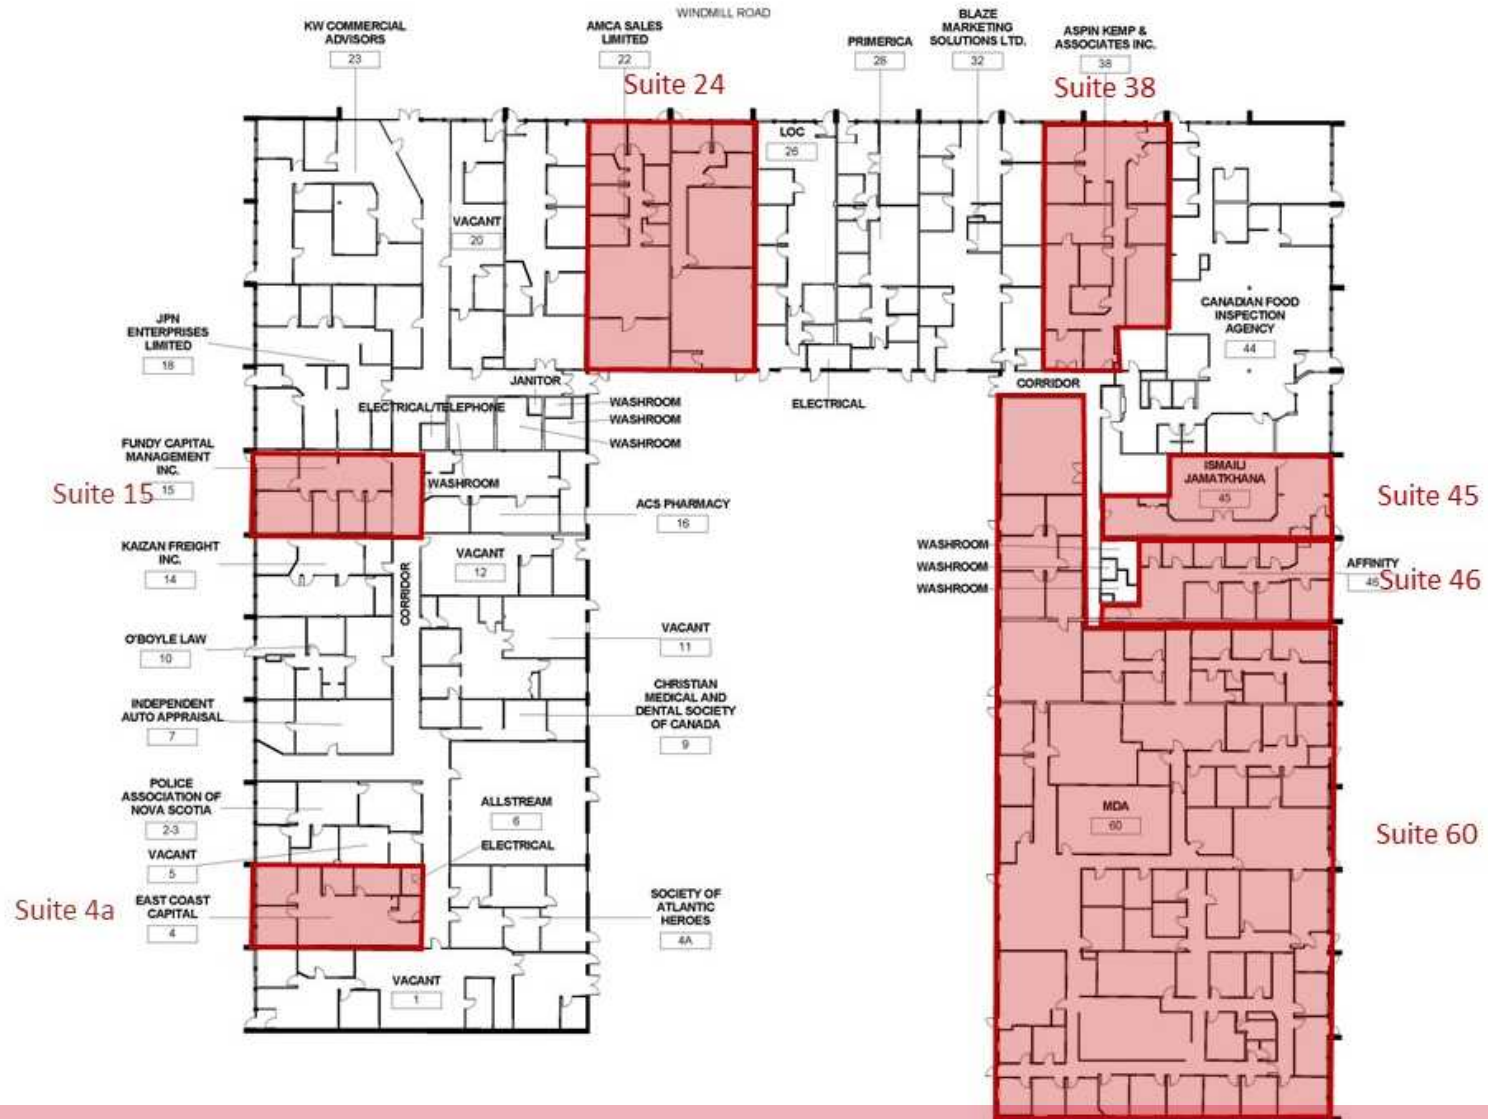 WINDMILL ROAD
KW COMMERCIAL
ADVISORS
23
AMCA SALES
LIMITED
22
Suite 24
PRIMERICA
28
BLAZE
MARKETING
SOLUTIONS LTD.
32
ASPIN KEMP &
ASSOCIATES INC.
38
Suite 38
LOC
26
VACANT
20
CANADIAN FOOD
INSPECTION
AGENCY
44
JPN
ENTERPRISES
LIMITED
18
JANITOR
CORRIDOR
ELECTRICAL/TELEPHONE
WASHROOM
WASHROOM
WASHROOM
ELECTRICAL
FUNDY CAPITAL
MANAGEMENT
INC.
15
Suite 15
WASHROOM
ACS PHARMACY
16
ISMAILI
JAMATKHANA
45
Suite 45
KAIZAN FREIGHT
INC.
14
VACANT
12
CORRIDOR
WASHROOM
WASHROOM
WASHROOM
AFFINITY
46
Suite 46
O'BOYLE LAW
10
VACANT
11
INDEPENDENT
AUTO APPRAISAL
7
CHRISTIAN
MEDICAL AND
DENTAL SOCIETY
OF CANADA
9
POLICE
ASSOCIATION OF
NOVA SCOTIA
2-3
ALLSTREAM
6
MDA
60
Suite 60
VACANT
5
ELECTRICAL
EAST COAST
CAPITAL
4
Suite 4a
SOCIETY OF
ATLANTIC
HEROES
4A
VACANT
1